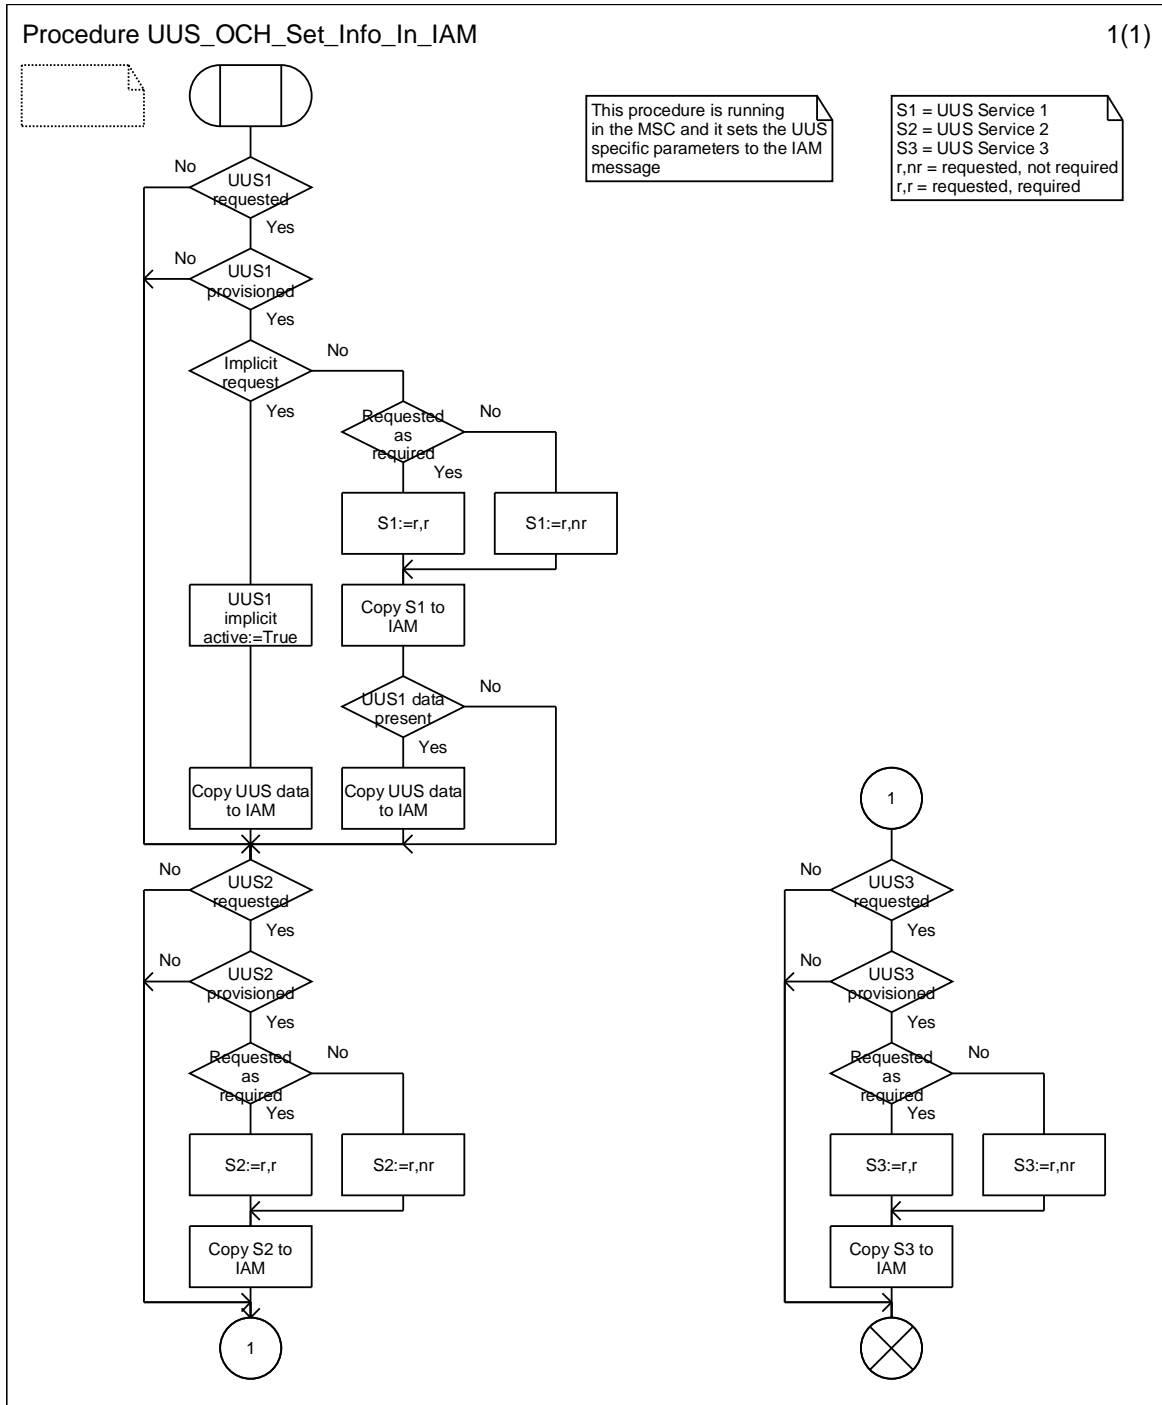 Procedure UUS_OCH_Set_Info_In_IAM
1(1)
This procedure is running
in the MSC and it sets the UUS
specific parameters to the IAM
message
S1 = UUS Service 1
S2 = UUS Service 2
S3 = UUS Service 3
r,nr = requested, not required
r,r = requested, required
No
UUS1
requested
Yes
No
UUS1
provisioned
Yes
Implicit
request
No
Yes
Requested
as
required
No
Yes
S1:=r,r
S1:=r,nr
UUS1
implicit
active:=True
Copy S1 to
IAM
UUS1 data
present
No
Yes
Copy UUS data
to IAM
Copy UUS data
to IAM
No
UUS2
requested
Yes
No
UUS2
provisioned
Yes
Requested
as
required
No
Yes
S2:=r,r
S2:=r,nr
Copy S2 to
IAM
1
1
No
UUS3
requested
Yes
No
UUS3
provisioned
Yes
Requested
as
required
No
Yes
S3:=r,r
S3:=r,nr
Copy S3 to
IAM